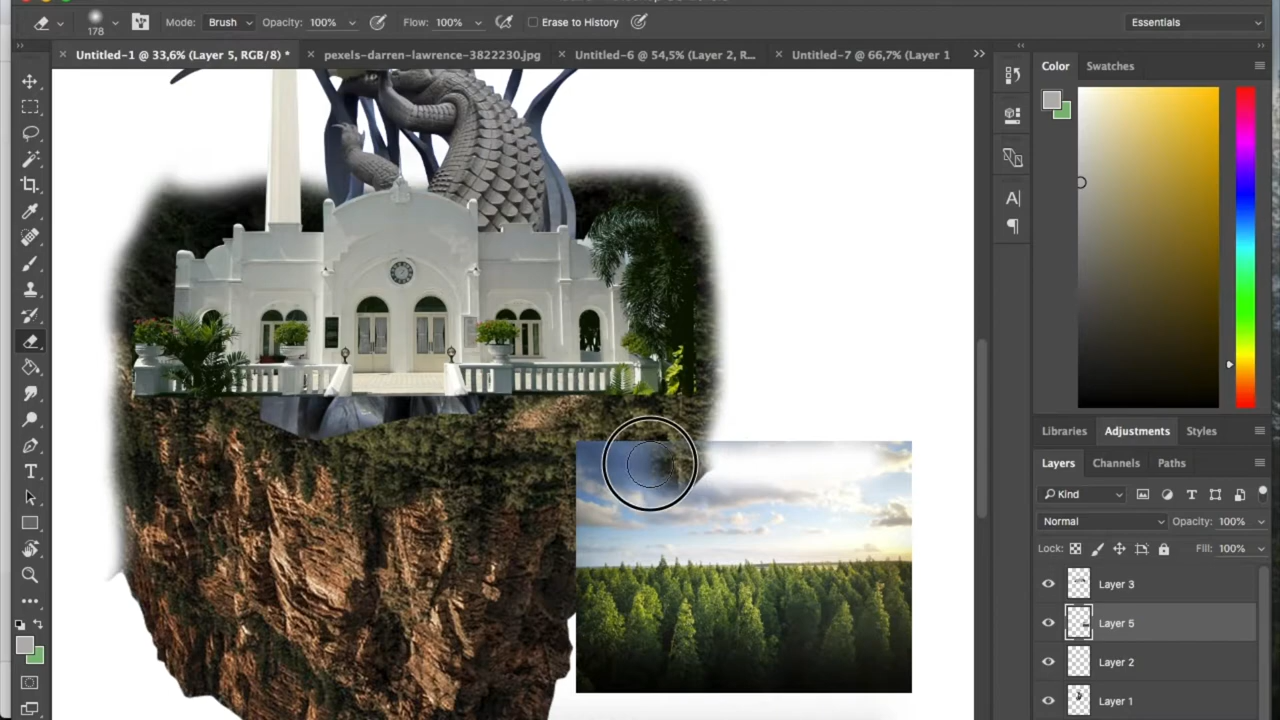 178
Mode: Brush Opacity: 100% Flow: 100% Erase to History Essentials
Untitled-1 @ 33,6% (Layer 5, RGB/8) * pexels-darren-lawrence-3822230.jpg Untitled-6 @ 54,5% (Layer 2, R... Untitled-7 @ 66,7% (Layer 1
Color Swatches
Libraries Adjustments Styles
Layers Channels Paths
Kind
Normal Opacity: 100%
Lock: Fill: 100%
Layer 3
Layer 5
Layer 2
Layer 1